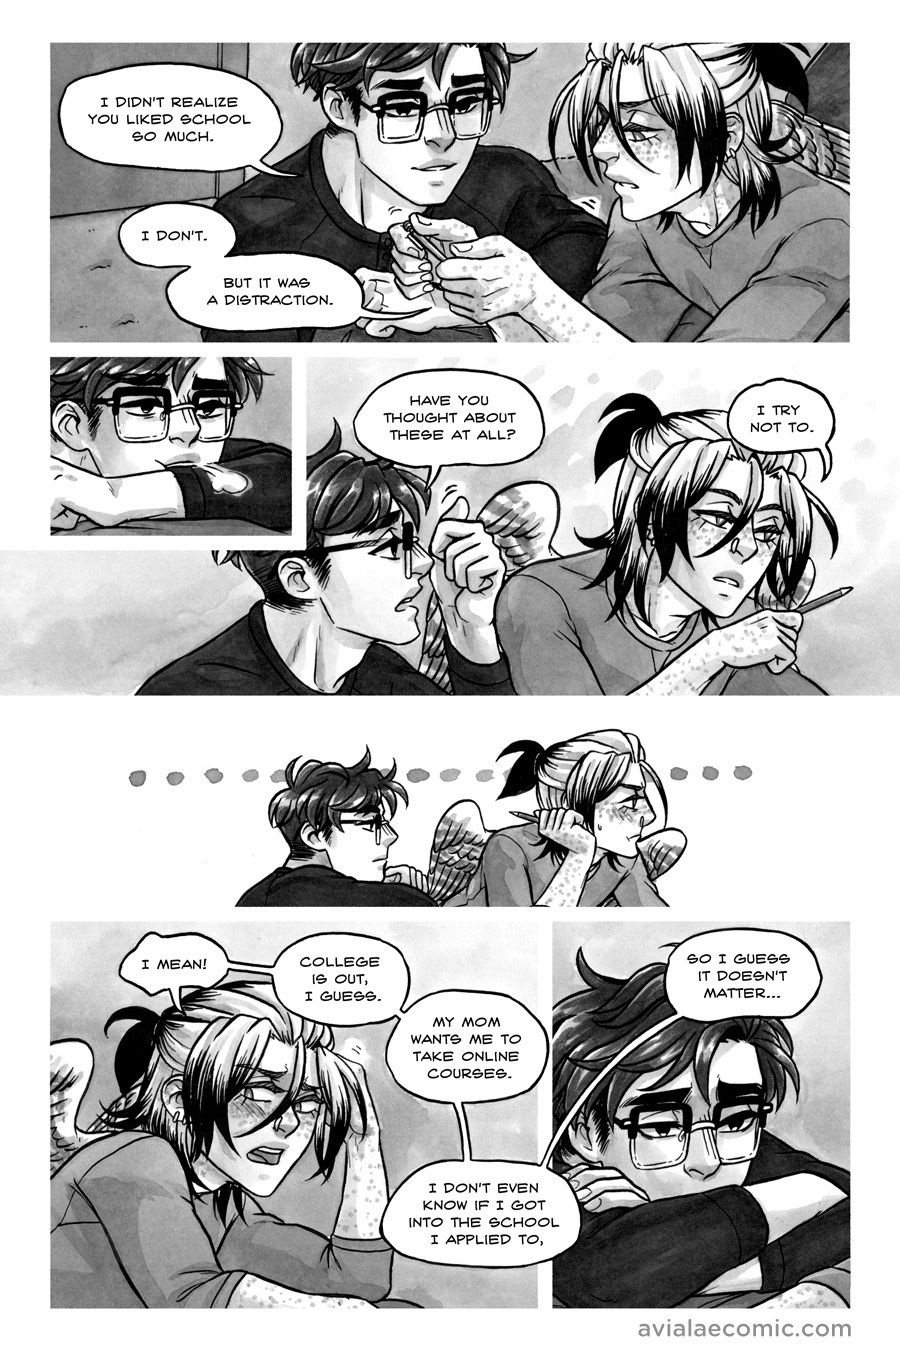 I DIDN'T REALIZE
YOU LIKED SCHOOL
SO MUCH.
I DON'T.
BUT IT WAS
A DISTRACTION.
HAVE YOU
THOUGHT ABOUT
THESE AT ALL?
I TRY
NOT TO.
I MEAN!
COLLEGE
IS OUT,
I GUESS.
MY MOM
WANTS ME TO
TAKE ONLINE
COURSES.
I DON'T EVEN
KNOW IF I GOT
INTO THE SCHOOL
I APPLIED TO,
SO I GUESS
IT DOESN'T
MATTER...
avialaecomic.com